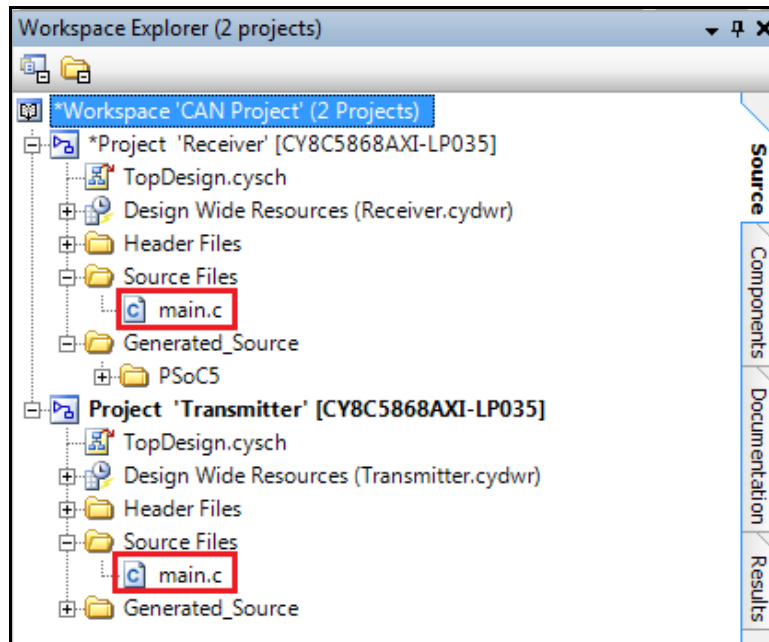 Workspace Explorer (2 projects)
*Workspace 'CAN Project' (2 Projects)
*Project 'Receiver' [CY8C5868AXI-LP035]
TopDesign.cysch
Design Wide Resources (Receiver.cydwr)
Header Files
Source Files
main.c
Generated_Source
PSoC5
Project 'Transmitter' [CY8C5868AXI-LP035]
TopDesign.cysch
Design Wide Resources (Transmitter.cydwr)
Header Files
Source Files
main.c
Generated_Source
Source
Components
Documentation
Results